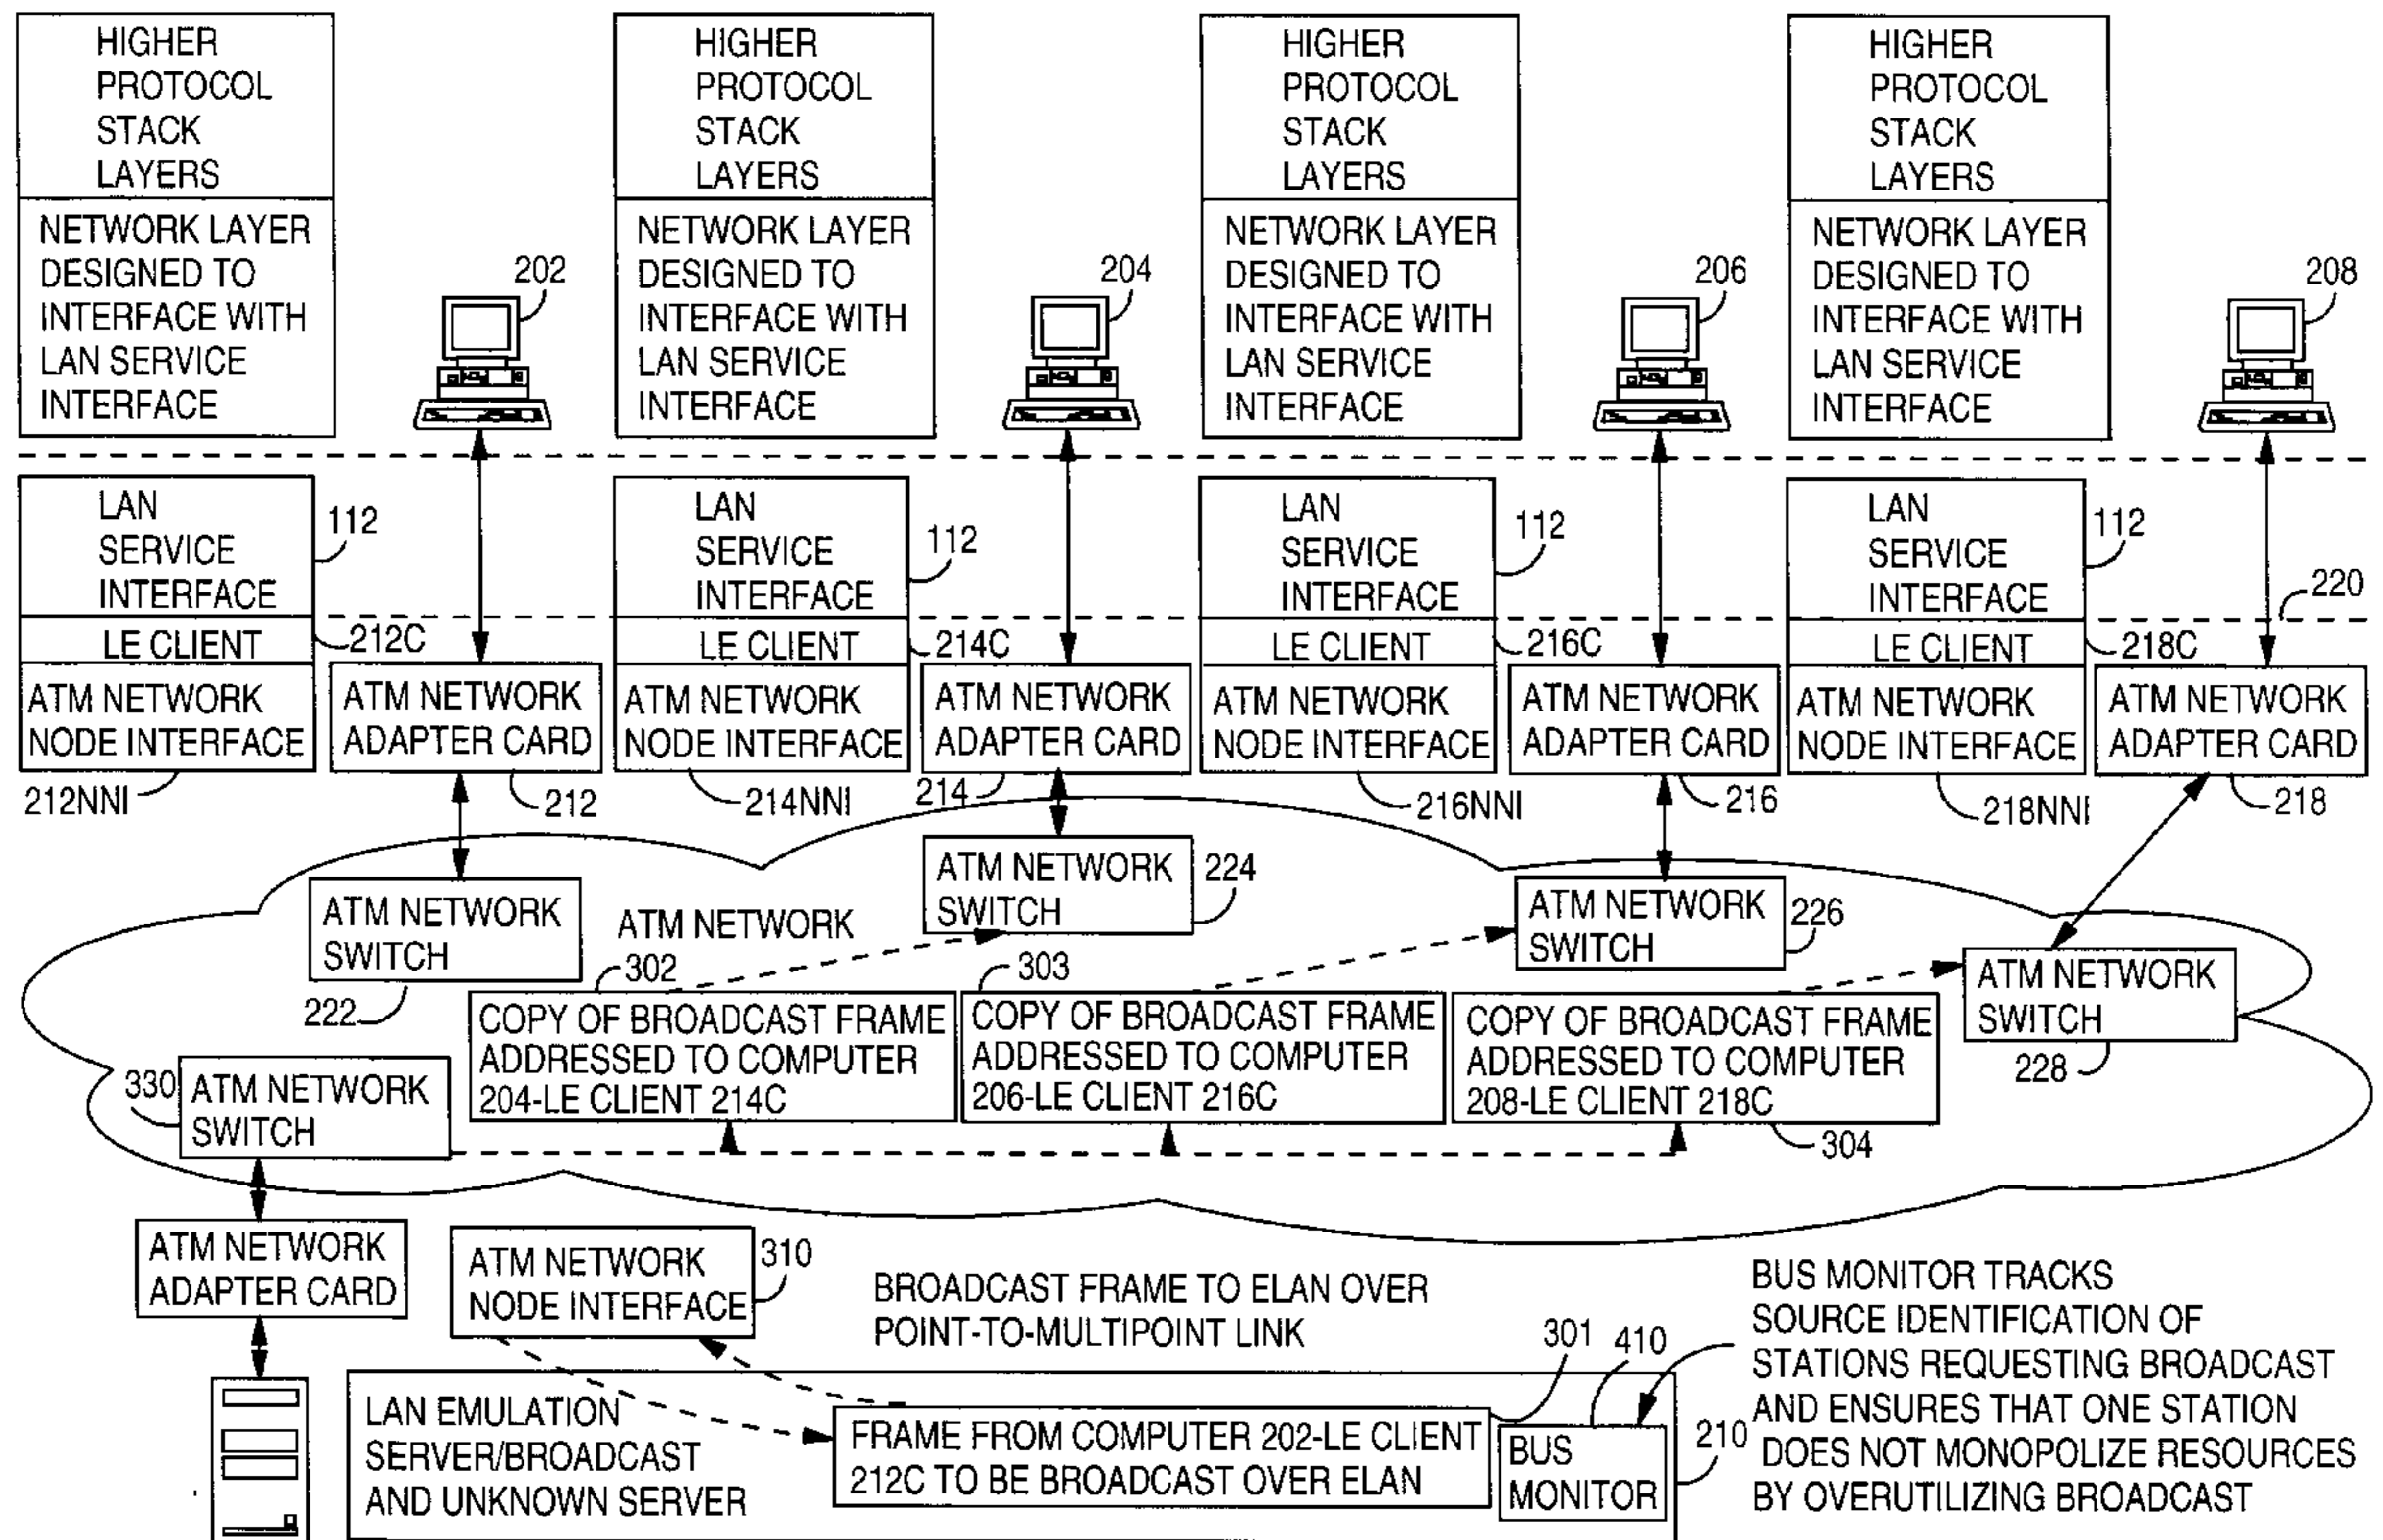 HIGHER
PROTOCOL
STACK
LAYERS
NETWORK LAYER
DESIGNED TO
INTERFACE WITH
LAN SERVICE
INTERFACE
202
HIGHER
PROTOCOL
STACK
LAYERS
NETWORK LAYER
DESIGNED TO
INTERFACE WITH
LAN SERVICE
INTERFACE
204
HIGHER
PROTOCOL
STACK
LAYERS
NETWORK LAYER
DESIGNED TO
INTERFACE WITH
LAN SERVICE
INTERFACE
206
HIGHER
PROTOCOL
STACK
LAYERS
NETWORK LAYER
DESIGNED TO
INTERFACE WITH
LAN SERVICE
INTERFACE
208
LAN
SERVICE
INTERFACE
112
LE CLIENT
212C
ATM NETWORK
NODE INTERFACE
212NNI
ATM NETWORK
ADAPTER CARD
212
LAN
SERVICE
INTERFACE
112
LE CLIENT
214C
ATM NETWORK
NODE INTERFACE
214NNI
ATM NETWORK
ADAPTER CARD
214
LAN
SERVICE
INTERFACE
112
LE CLIENT
216C
ATM NETWORK
NODE INTERFACE
216NNI
ATM NETWORK
ADAPTER CARD
216
LAN
SERVICE
INTERFACE
112
220
LE CLIENT
218C
ATM NETWORK
NODE INTERFACE
218NNI
ATM NETWORK
ADAPTER CARD
218
ATM NETWORK
SWITCH
222
ATM NETWORK
ATM NETWORK
SWITCH
224
ATM NETWORK
SWITCH
226
ATM NETWORK
SWITCH
228
302
COPY OF BROADCAST FRAME
ADDRESSED TO COMPUTER
204-LE CLIENT 214C
303
COPY OF BROADCAST FRAME
ADDRESSED TO COMPUTER
206-LE CLIENT 216C
COPY OF BROADCAST FRAME
ADDRESSED TO COMPUTER
208-LE CLIENT 218C
304
330
ATM NETWORK
SWITCH
ATM NETWORK
ADAPTER CARD
ATM NETWORK
NODE INTERFACE
310
BROADCAST FRAME TO ELAN OVER
POINT-TO-MULTIPOINT LINK
301
410
BUS MONITOR TRACKS
SOURCE IDENTIFICATION OF
STATIONS REQUESTING BROADCAST
AND ENSURES THAT ONE STATION
DOES NOT MONOPOLIZE RESOURCES
BY OVERUTILIZING BROADCAST
LAN EMULATION
SERVER/BROADCAST
AND UNKNOWN SERVER
FRAME FROM COMPUTER 202-LE CLIENT
212C TO BE BROADCAST OVER ELAN
BUS
MONITOR
210